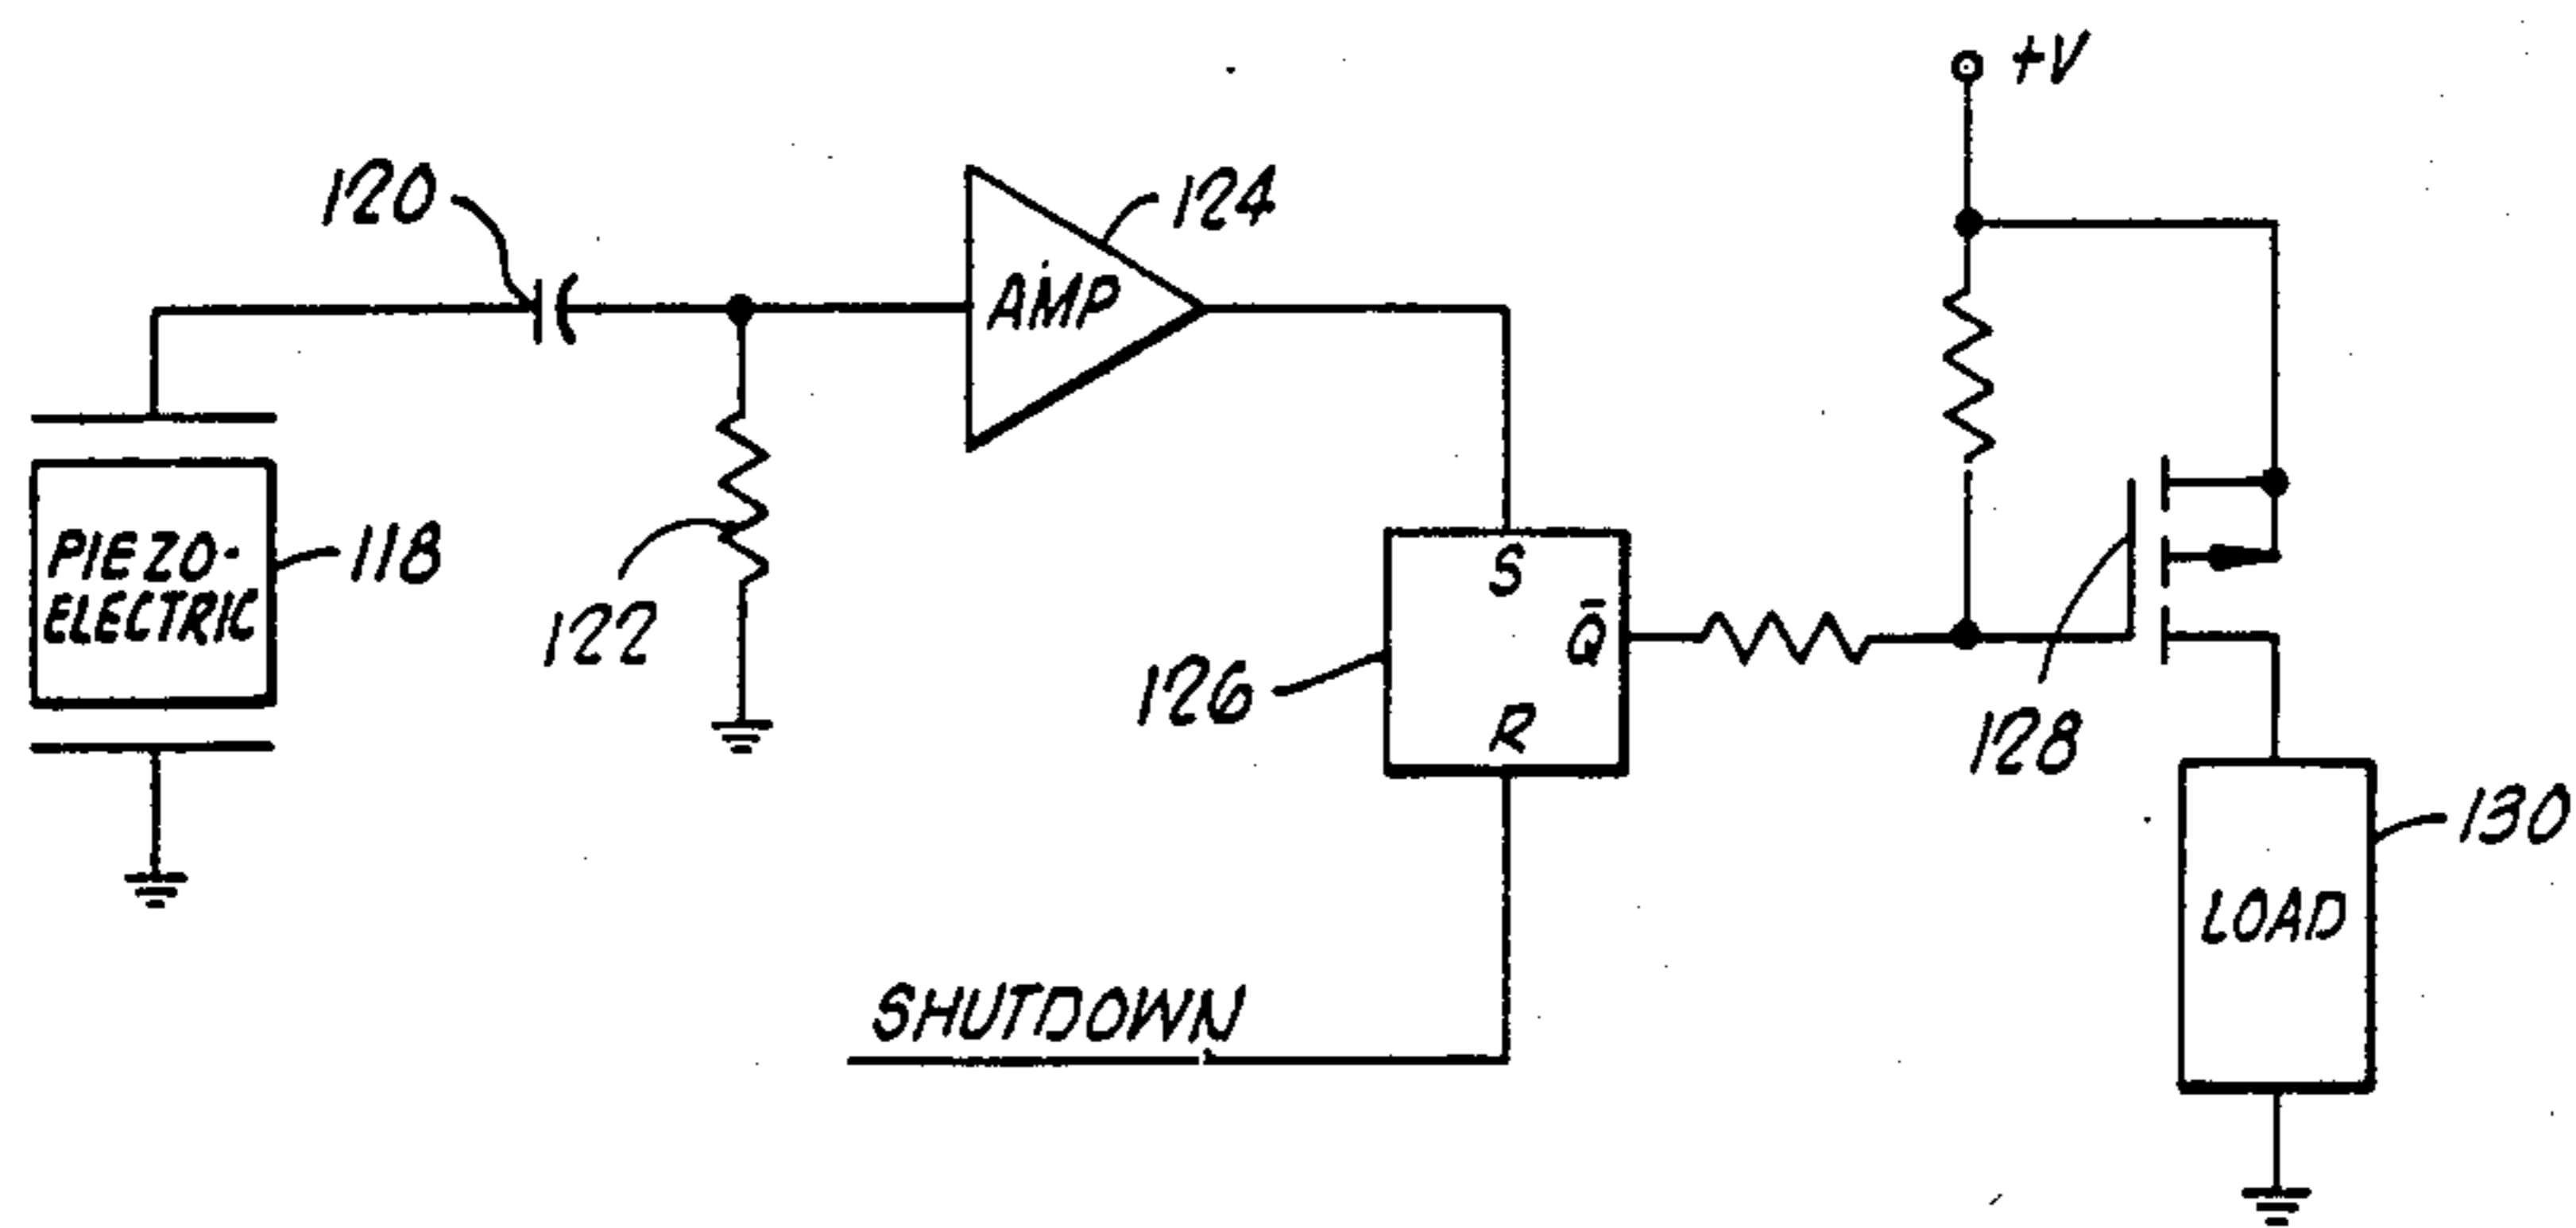 +V
120
124
AMP
PIEZO-
ELECTRIC
118
122
S
Q̄
126
R
128
130
LOAD
SHUTDOWN